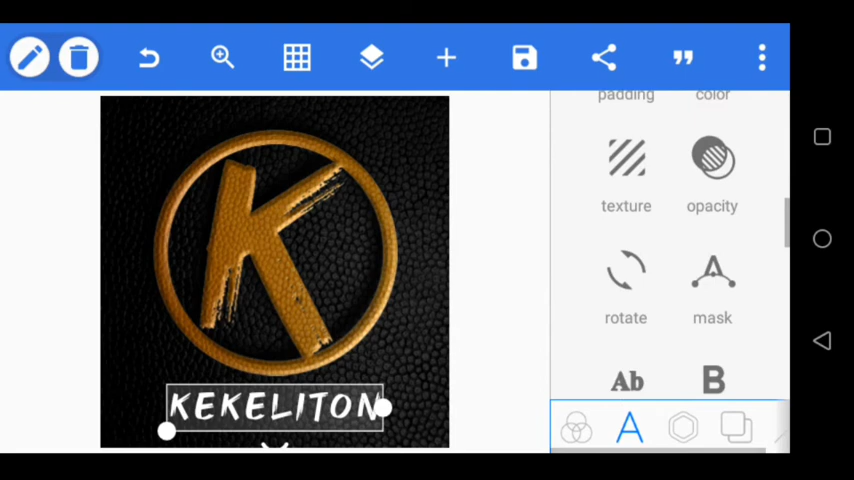 padding color
texture opacity
K
rotate mask
KEKELITON
Ab B
A